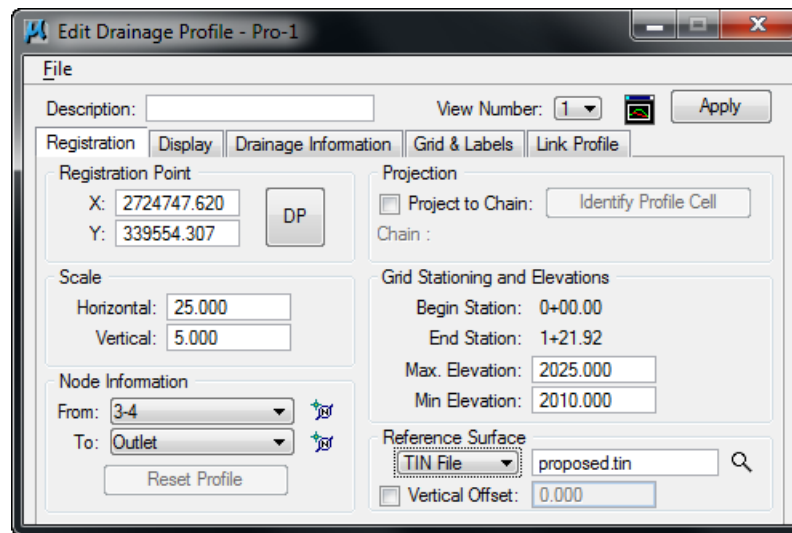 Edit Drainage Profile - Pro-1
File
Description:
View Number: 1
Apply
Registration
Display
Drainage Information
Grid & Labels
Link Profile
Registration Point
X: 2724747.620
Y: 339554.307
DP
Projection
Project to Chain:
Identify Profile Cell
Chain :
Scale
Horizontal: 25.000
Vertical: 5.000
Grid Stationing and Elevations
Begin Station: 0+00.00
End Station: 1+21.92
Max. Elevation: 2025.000
Min Elevation: 2010.000
Node Information
From: 3-4
To: Outlet
Reset Profile
Reference Surface
TIN File
proposed.tin
Vertical Offset: 0.000